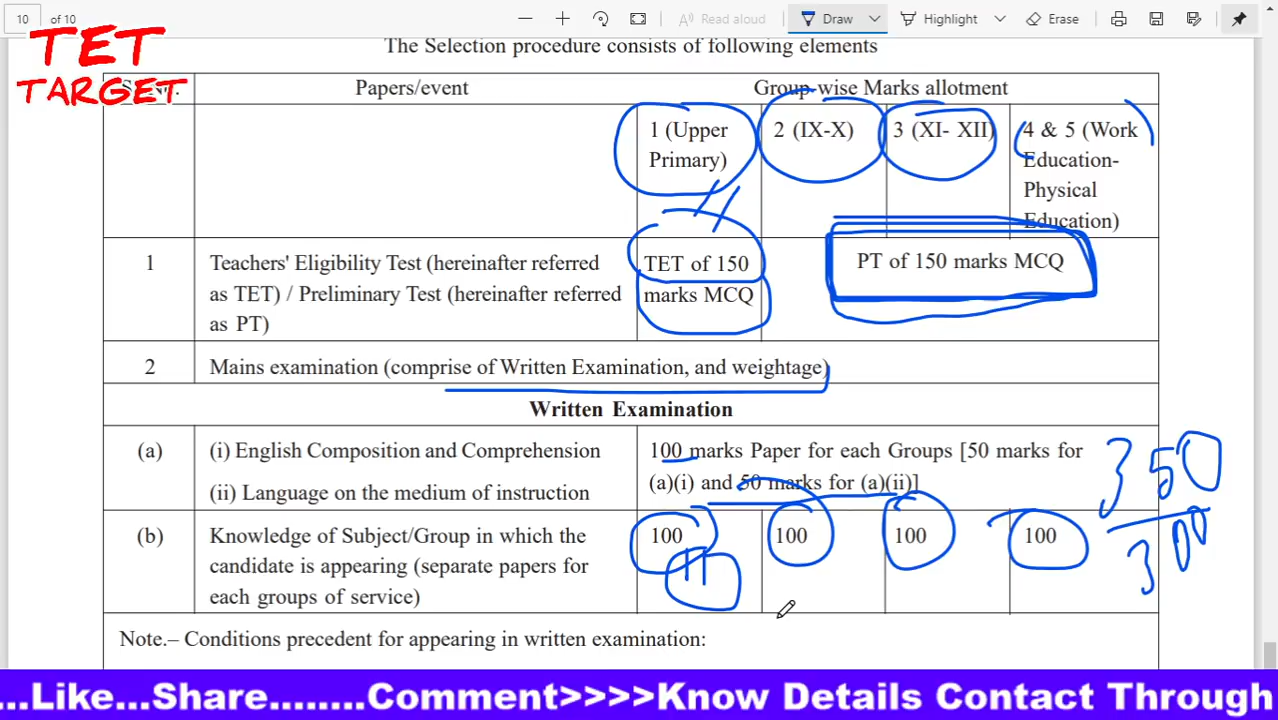 10 of 10
Read aloud
Draw
Highlight
Erase
TET
TARGET
The Selection procedure consists of following elements
No.
Papers/event
Group-wise Marks allotment
1 (Upper Primary)
2 (IX-X)
3 (XI- XII)
4 & 5 (Work Education- Physical Education)
1
Teachers' Eligibility Test (hereinafter referred
as TET) / Preliminary Test (hereinafter referred
as PT)
TET of 150
marks MCQ
PT of 150 marks MCQ
2
Mains examination (comprise of Written Examination, and weightage)
Written Examination
(a)
(i) English Composition and Comprehension
(ii) Language on the medium of instruction
100 marks Paper for each Groups [50 marks for
(a)(i) and 50 marks for (a)(ii)]
350
300
(b)
Knowledge of Subject/Group in which the
candidate is appearing (separate papers for
each groups of service)
100
100
100
100
Note.– Conditions precedent for appearing in written examination:
...Like...Share........Comment>>>>Know Details Contact Through